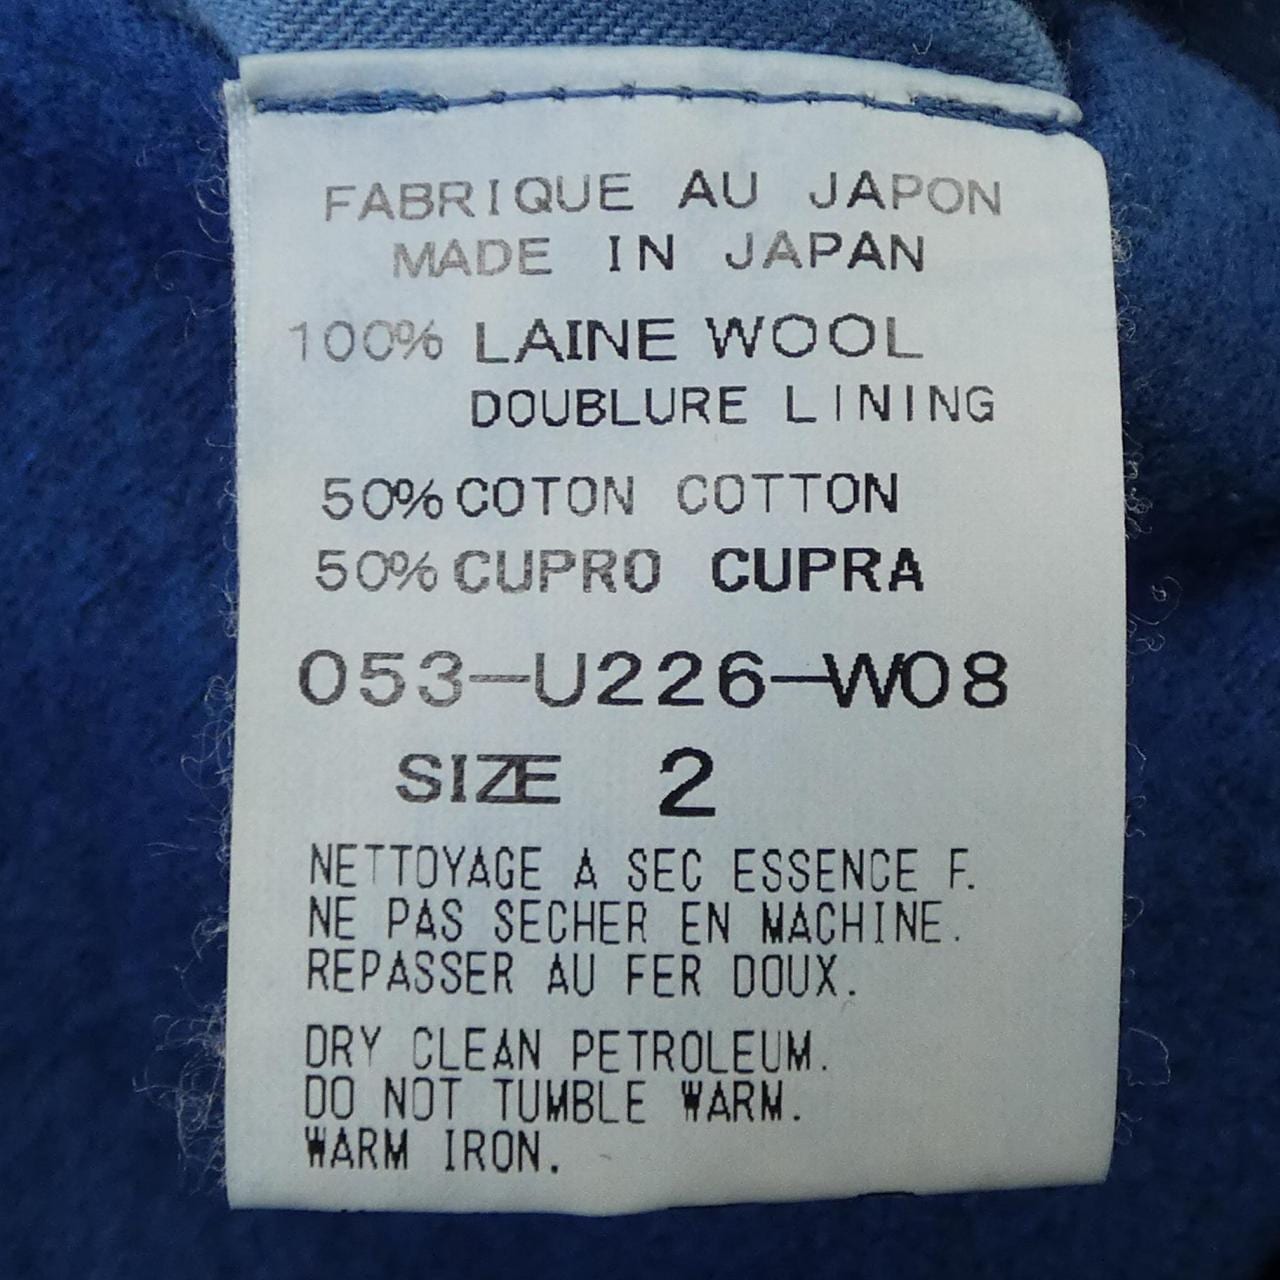 FABRIQUE AU JAPON
MADE IN JAPAN
100% LAINE WOOL
DOUBLURE LINING
50% COTON COTTON
50% CUPRO CUPRA
053-U226-W08
SIZE 2
NETTOYAGE A SEC ESSENCE F.
NE PAS SECHER EN MACHINE.
REPASSER AU FER DOUX.
DRY CLEAN PETROLEUM.
DO NOT TUMBLE WARM.
WARM IRON.